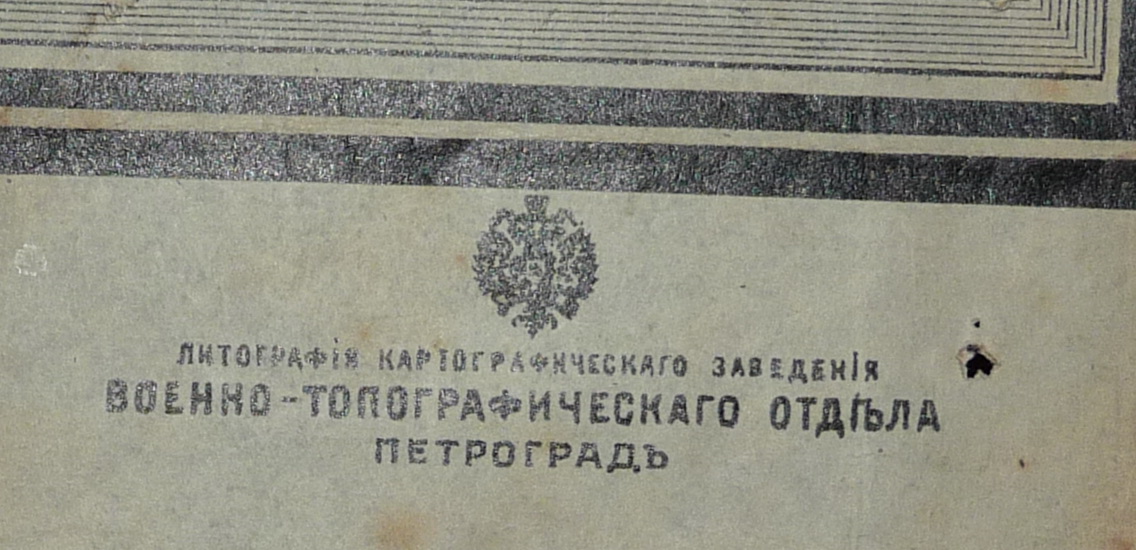 ЛИТОГРАФІЯ КАРТОГРАФИЧЕСКАГО ЗАВЕДЕНІЯ
ВОЕННО-ТОПОГРАФИЧЕСКАГО ОТДѢЛА
ПЕТРОГРАДЪ